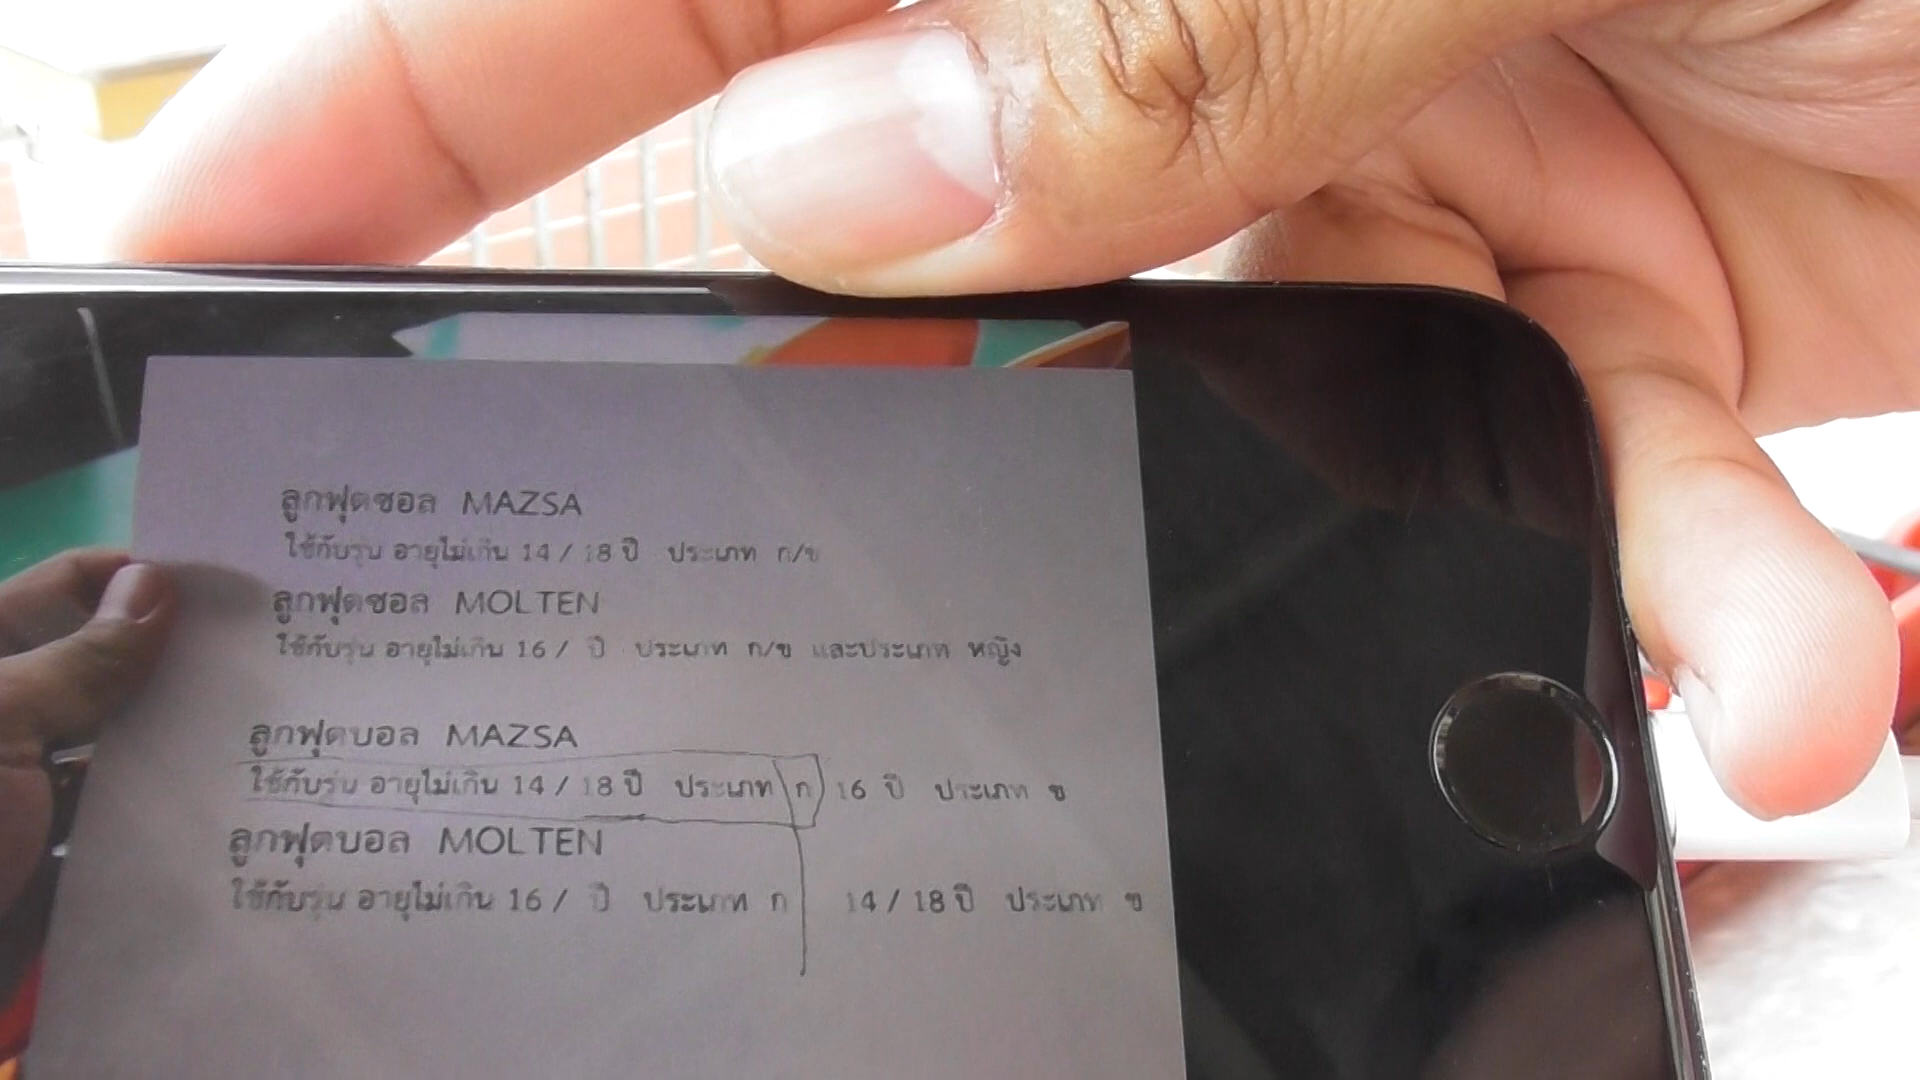 ลูกฟุตซอล MAZSA
ใช้กับรุ่น อายุไม่เกิน 14 / 18 ปี ประเภท ก/ข
ลูกฟุตซอล MOLTEN
ใช้กับรุ่น อายุไม่เกิน 16 / ปี ประเภท ก/ข และประเภท หญิง
ลูกฟุตบอล MAZSA
ใช้กับรุ่น อายุไม่เกิน 14 / 18 ปี ประเภท ก 16 ปี ประเภท ข
ลูกฟุตบอล MOLTEN
ใช้กับรุ่น อายุไม่เกิน 16 / ปี ประเภท ก 14 / 18 ปี ประเภท ข